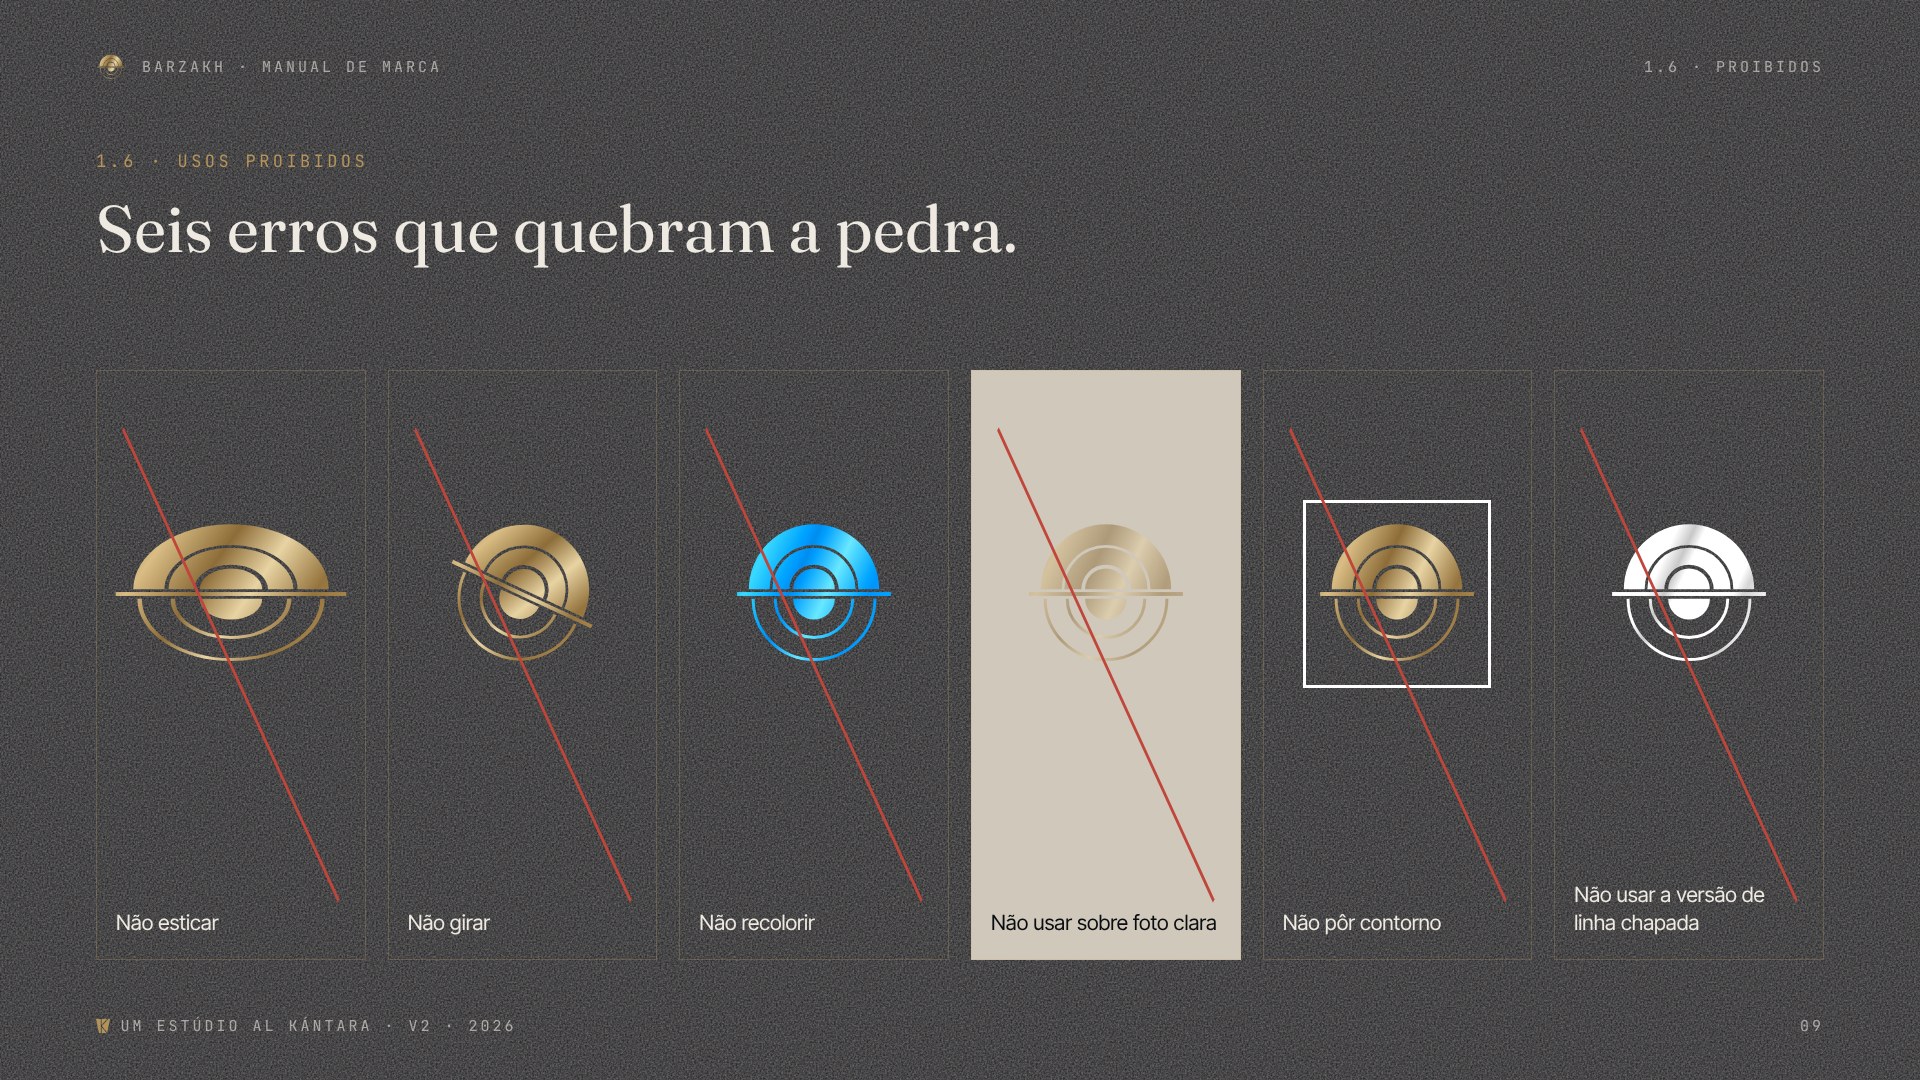 BARZAKH · MANUAL DE MARCA
1.6 · PROIBIDOS
1.6 · USOS PROIBIDOS
Seis erros que quebram a pedra.
Não esticar
Não girar
Não recolorir
Não usar sobre foto clara
Não pôr contorno
Não usar a versão de
linha chapada
UM ESTÚDIO AL KÁNTARA · V2 · 2026
09